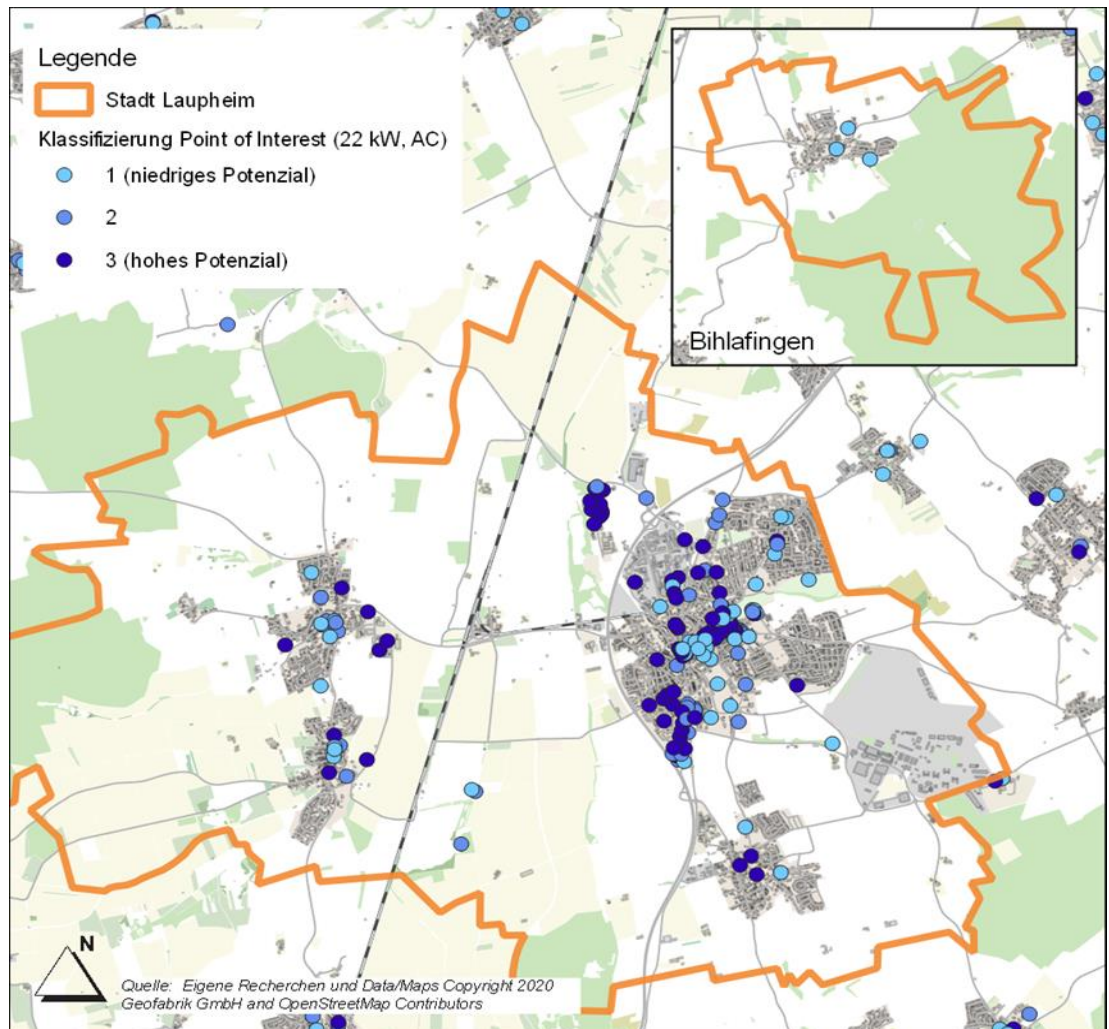 Legende
Stadt Laupheim
Klassifizierung Point of Interest (22 kW, AC)
1 (niedriges Potenzial)
2
3 (hohes Potenzial)
Bihlafingen
N
Quelle: Eigene Recherchen und Data/Maps Copyright 2020
Geofabrik GmbH and OpenStreetMap Contributors